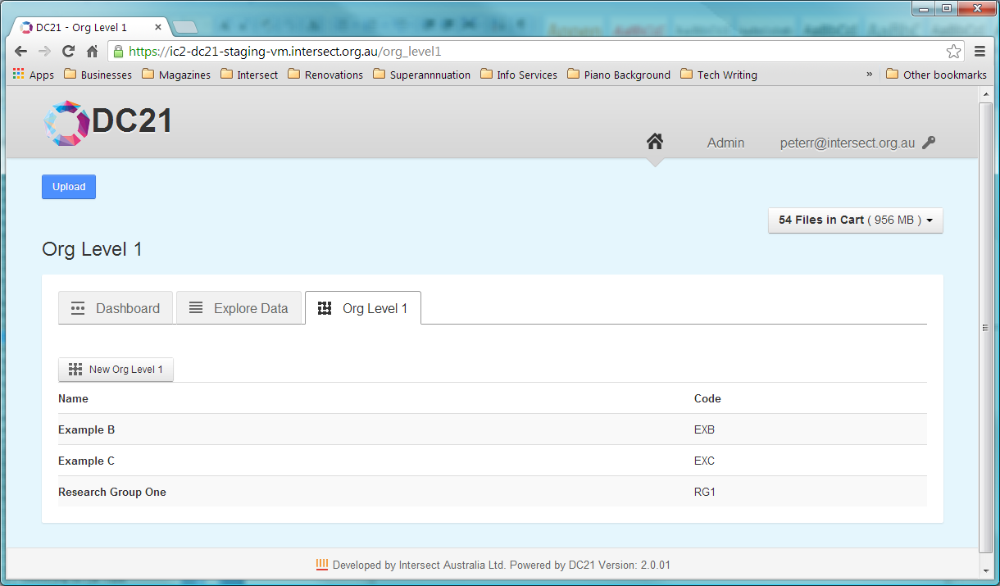 DC21 - Org Level 1
https://ic2-dc21-staging-vm.intersect.org.au/org_level1
Apps Businesses Magazines Intersect Renovations Superannnuation Info Services Piano Background Tech Writing » Other bookmarks
DC21
Admin peterr@intersect.org.au
Upload
54 Files in Cart ( 956 MB )
Org Level 1
Dashboard Explore Data Org Level 1
New Org Level 1
Name Code
Example B EXB
Example C EXC
Research Group One RG1
Developed by Intersect Australia Ltd. Powered by DC21 Version: 2.0.01